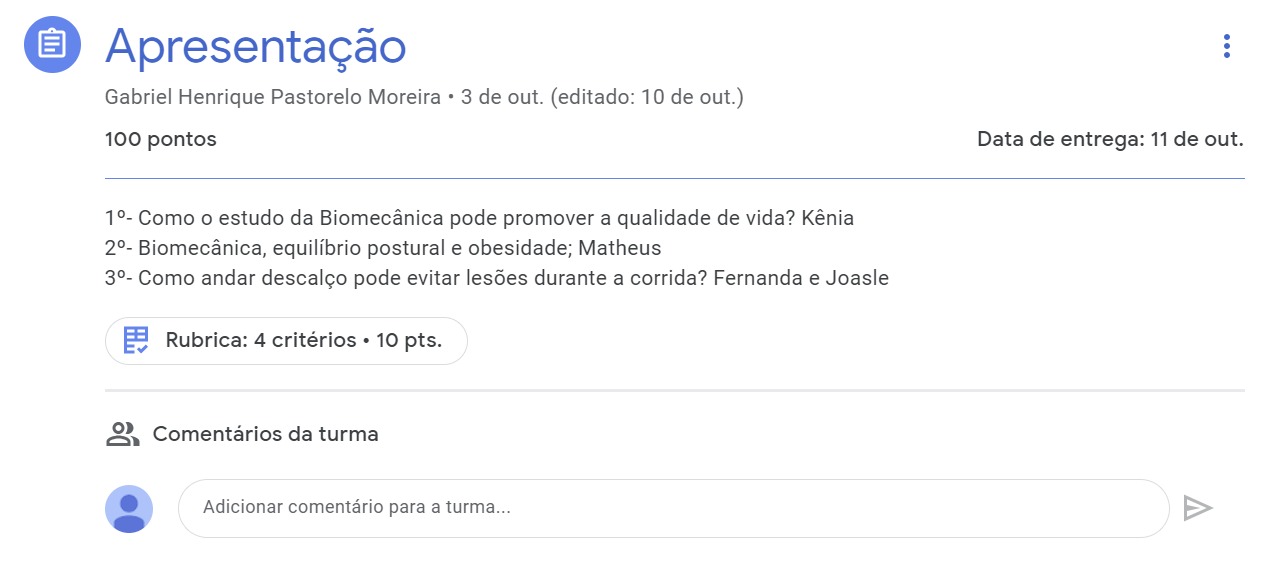 Apresentação
Gabriel Henrique Pastorelo Moreira • 3 de out. (editado: 10 de out.)
100 pontos
Data de entrega: 11 de out.
1º- Como o estudo da Biomecânica pode promover a qualidade de vida? Kênia
2º- Biomecânica, equilíbrio postural e obesidade; Matheus
3º- Como andar descalço pode evitar lesões durante a corrida? Fernanda e Joasle
Rubrica: 4 critérios • 10 pts.
Comentários da turma
Adicionar comentário para a turma...